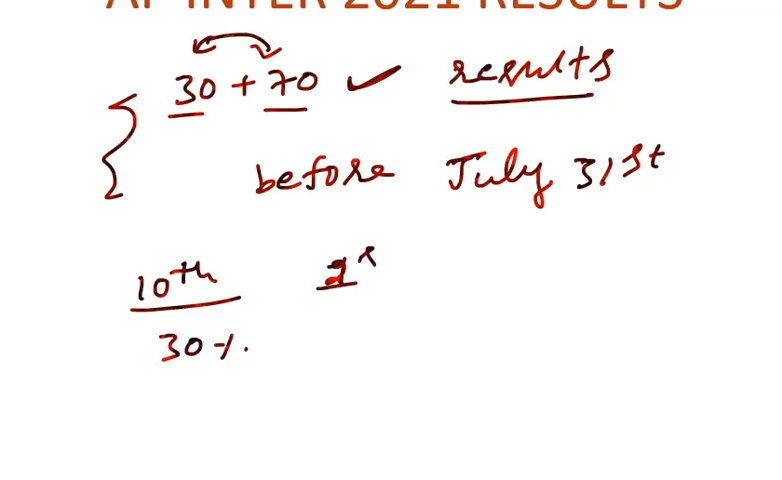 AP INTER 2021 RESULTS
30 + 70 ✓ results
before July 31st
10th
30%